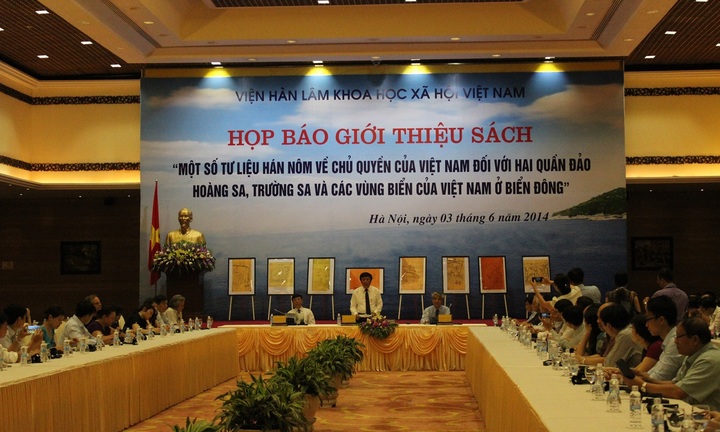 VIỆN HÀN LÂM KHOA HỌC XÃ HỘI VIỆT NAM
HỌP BÁO GIỚI THIỆU SÁCH
"MỘT SỐ TƯ LIỆU HÁN NÔM VỀ CHỦ QUYỀN CỦA VIỆT NAM ĐỐI VỚI HAI QUẦN ĐẢO
HOÀNG SA, TRƯỜNG SA VÀ CÁC VÙNG BIỂN CỦA VIỆT NAM Ở BIỂN ĐÔNG"
Hà Nội, ngày 03 tháng 6 năm 2014